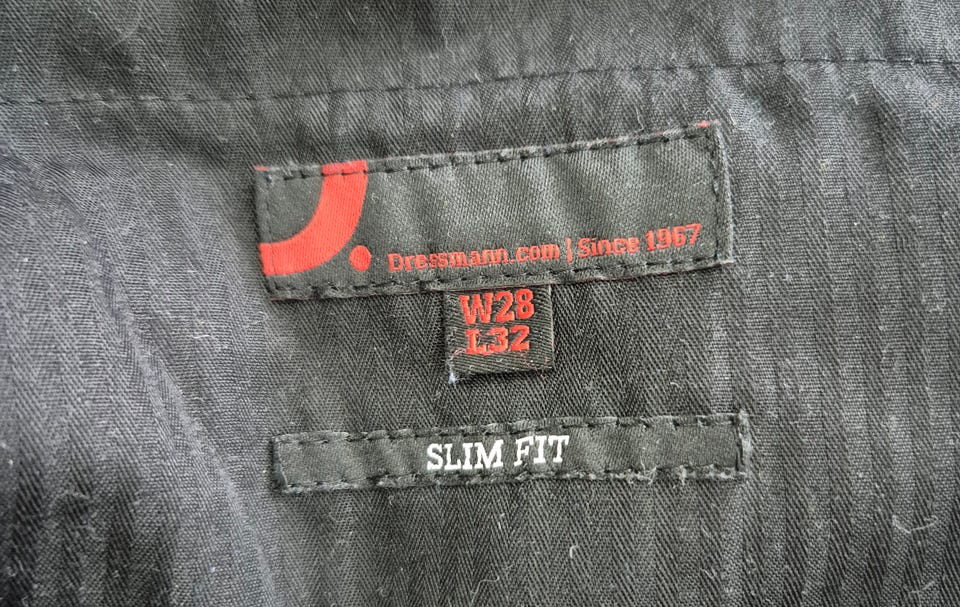 Dressmann.com | Since 1967
W28
L32
SLIM FIT